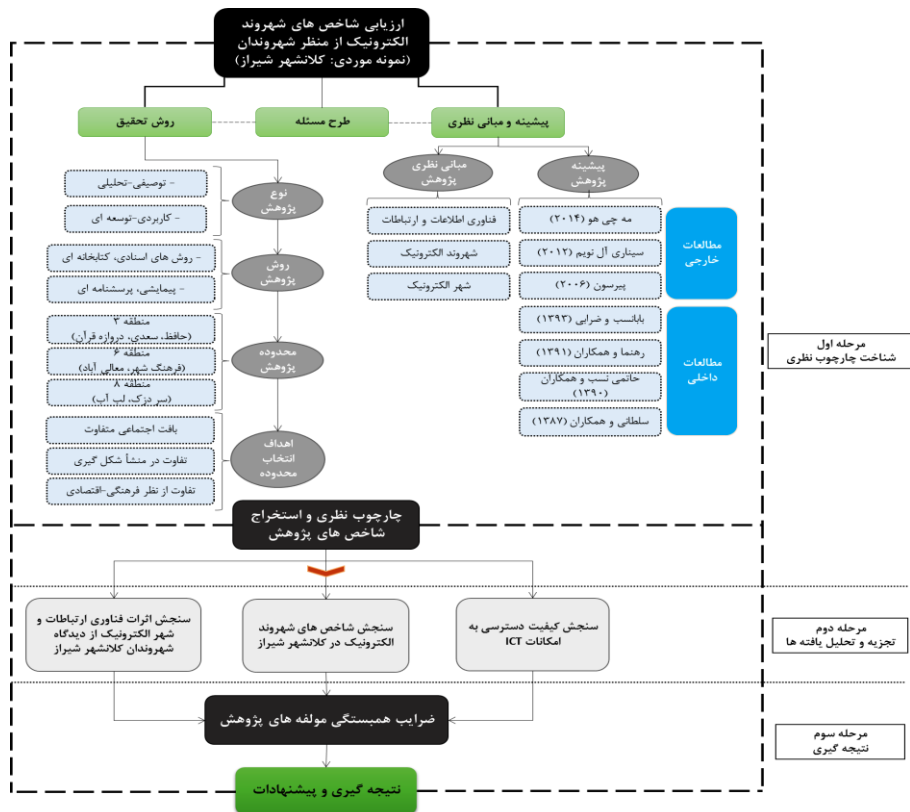 ارزیابی شاخص های شهروند
الکترونیک از منظر شهروندان
(نمونه موردی: کلانشهر شیراز)
پیشینه و مبانی نظری
طرح مسئله
روش تحقیق
پیشینه
پژوهش
مبانی نظری
پژوهش
مطالعات
خارجی
مه چی هو (۲۰۱۴)
سیناری آل نویم (۲۰۱۲)
پیرسون (۲۰۰۶)
مطالعات
داخلی
بابانسب و ضرابی (۱۳۹۳)
رهنما و همکاران (۱۳۹۱)
حاتمی نسب و همکاران
(۱۳۹۰)
سلطانی و همکاران (۱۳۸۷)
فناوری اطلاعات و ارتباطات
شهروند الکترونیک
شهر الکترونیک
نوع
پژوهش
- توصیفی-تحلیلی
- کاربردی-توسعه ای
روش
پژوهش
- روش های اسنادی، کتابخانه ای
- پیمایشی، پرسشنامه ای
محدوده
پژوهش
منطقه ۳
(حافظ، سعدی، دروازه قرآن)
منطقه ۶
(فرهنگ شهر، معالی آباد)
منطقه ۸
(سر دزک، لب آب)
اهداف
انتخاب
محدوده
بافت اجتماعی متفاوت
تفاوت در منشأ شکل گیری
تفاوت از نظر فرهنگی-اقتصادی
مرحله اول
شناخت چارچوب نظری
چارچوب نظری و استخراج
شاخص های پژوهش
سنجش کیفیت دسترسی به
امکانات ICT
سنجش شاخص های شهروند
الکترونیک در کلانشهر شیراز
سنجش اثرات فناوری ارتباطات و
شهر الکترونیک از دیدگاه
شهروندان کلانشهر شیراز
مرحله دوم
تجزیه و تحلیل یافته ها
ضرایب همبستگی مولفه های پژوهش
مرحله سوم
نتیجه گیری
نتیجه گیری و پیشنهادات